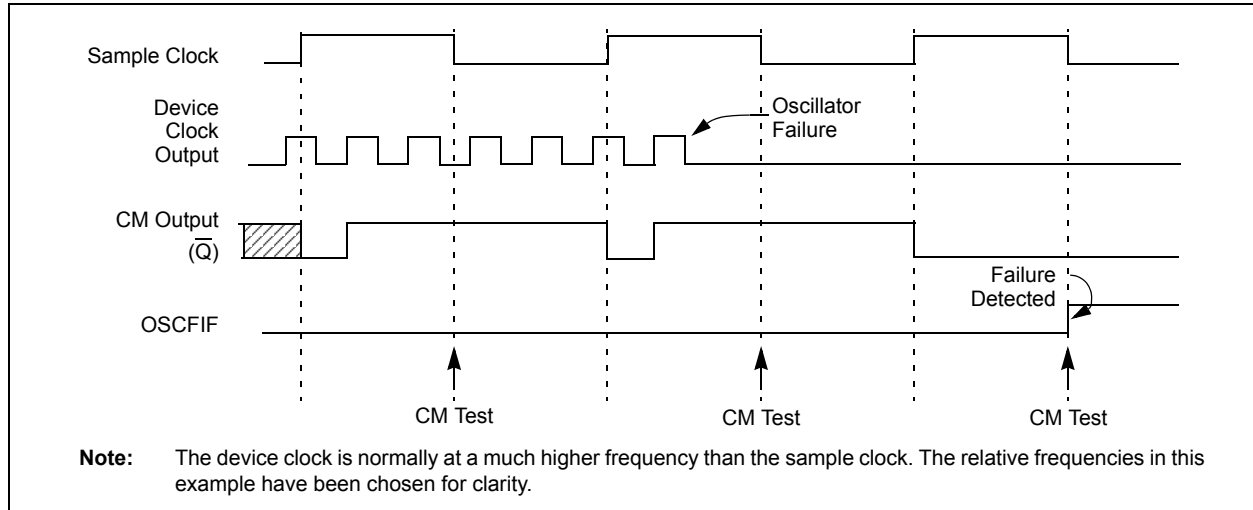 Sample Clock
Device
Clock
Output
Oscillator
Failure
CM Output
(Q̅)
Failure
Detected
OSCFIF
CM Test
CM Test
CM Test
Note: The device clock is normally at a much higher frequency than the sample clock. The relative frequencies in this
example have been chosen for clarity.